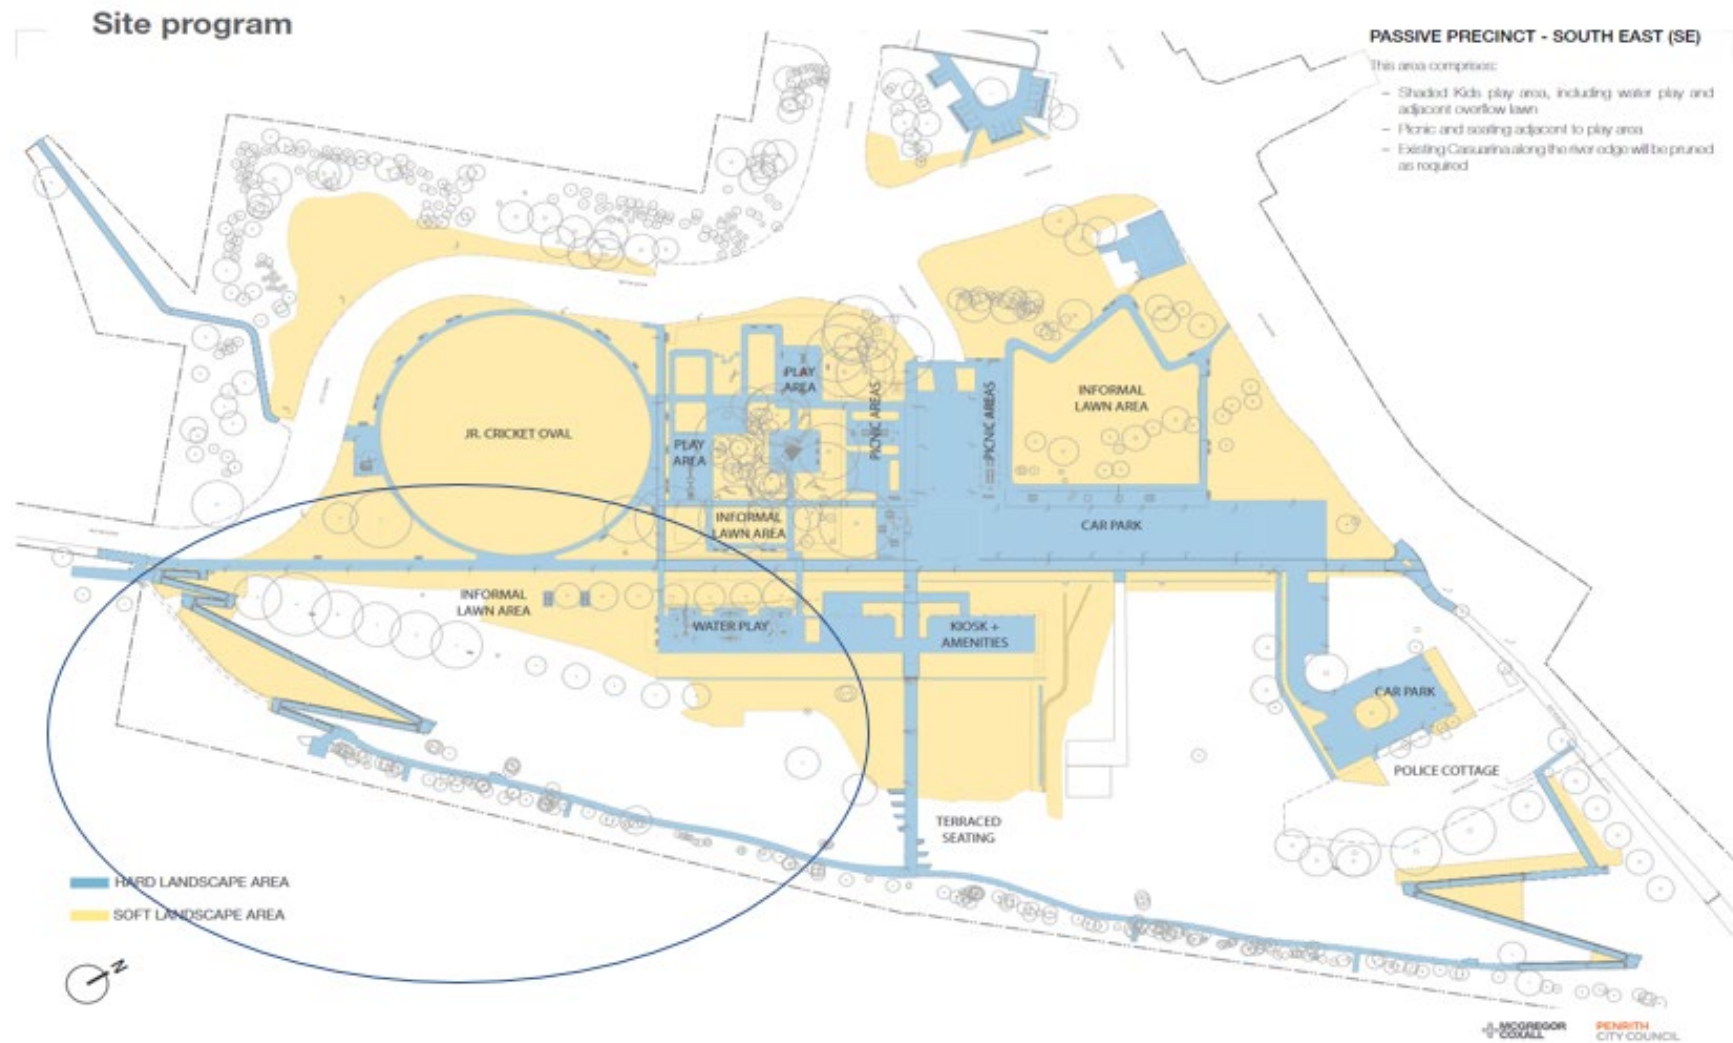 Site program
PASSIVE PRECINCT - SOUTH EAST (SE)
This area comprises:
– Shaded Kids play area, including water play and
adjacent overflow lawn
– Picnic and seating adjacent to play area
– Existing Casuarina along the river edge will be pruned
as required
PLAY
AREA
PICNIC AREAS
PICNIC AREAS
INFORMAL
LAWN AREA
JR. CRICKET OVAL
PLAY
AREA
INFORMAL
LAWN AREA
CAR PARK
INFORMAL
LAWN AREA
WATER PLAY
KIOSK +
AMENITIES
CAR PARK
POLICE COTTAGE
TERRACED
SEATING
HARD LANDSCAPE AREA
SOFT LANDSCAPE AREA
N
MCGREGOR
COXALL
PENRITH
CITY COUNCIL